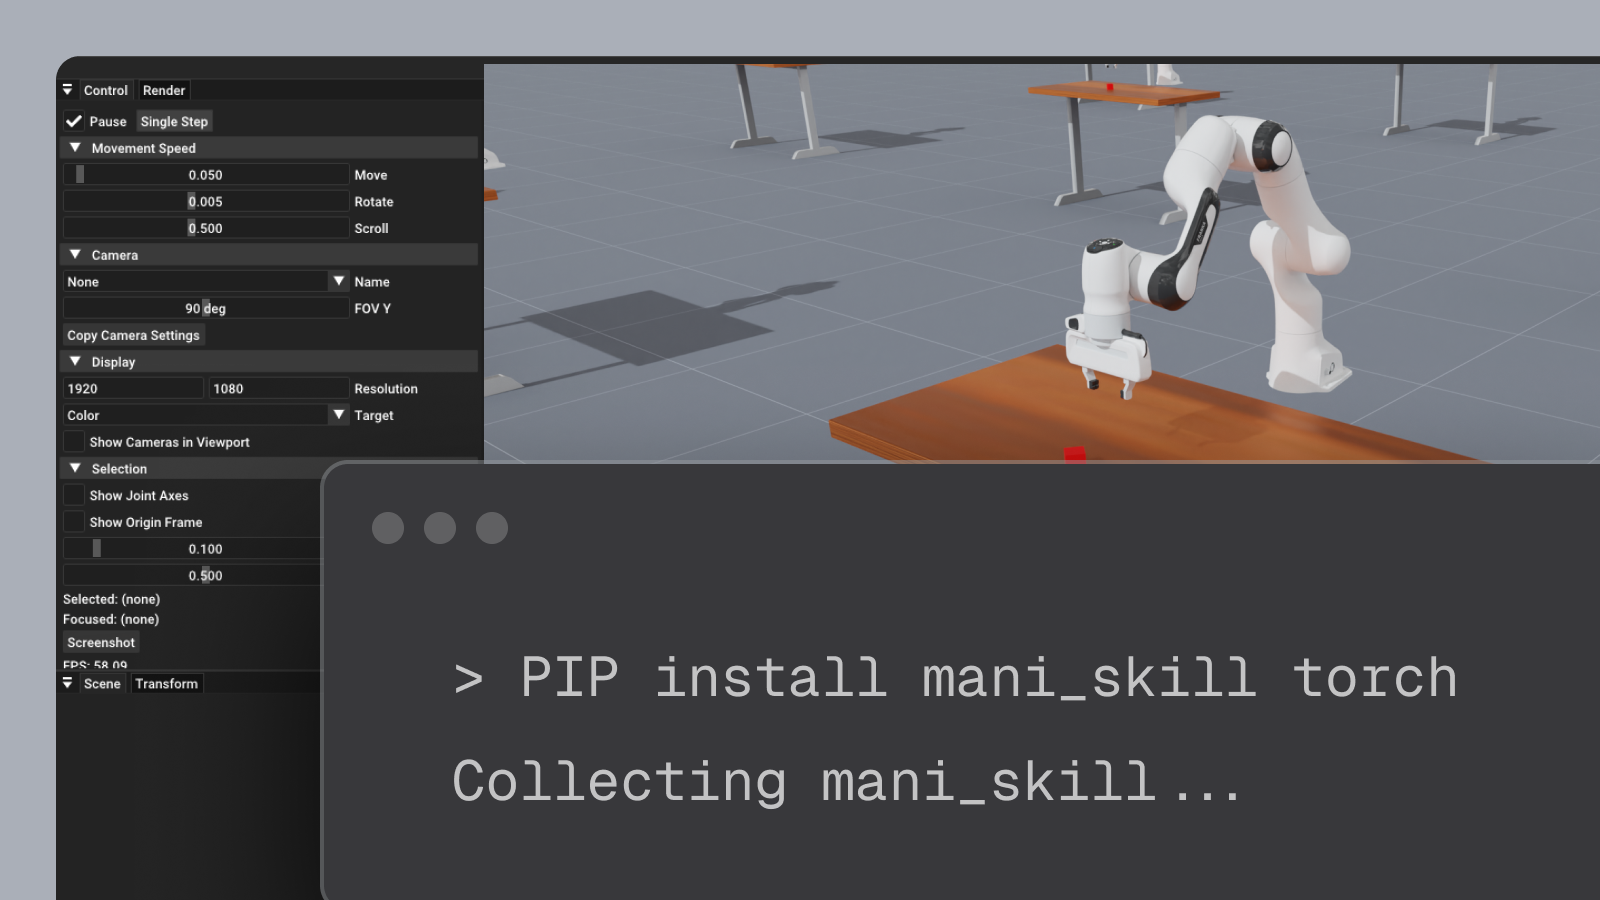 Control Render
Pause Single Step
Movement Speed
0.050 Move
0.005 Rotate
0.500 Scroll
Camera
None Name
90 deg FOV Y
Copy Camera Settings
Display
1920 1080 Resolution
Color Target
Show Cameras in Viewport
Selection
Show Joint Axes
Show Origin Frame
0.100
0.500
Selected: (none)
Focused: (none)
Screenshot
FPS: 58.09
Scene Transform
> PIP install mani_skill torch
Collecting mani_skill...